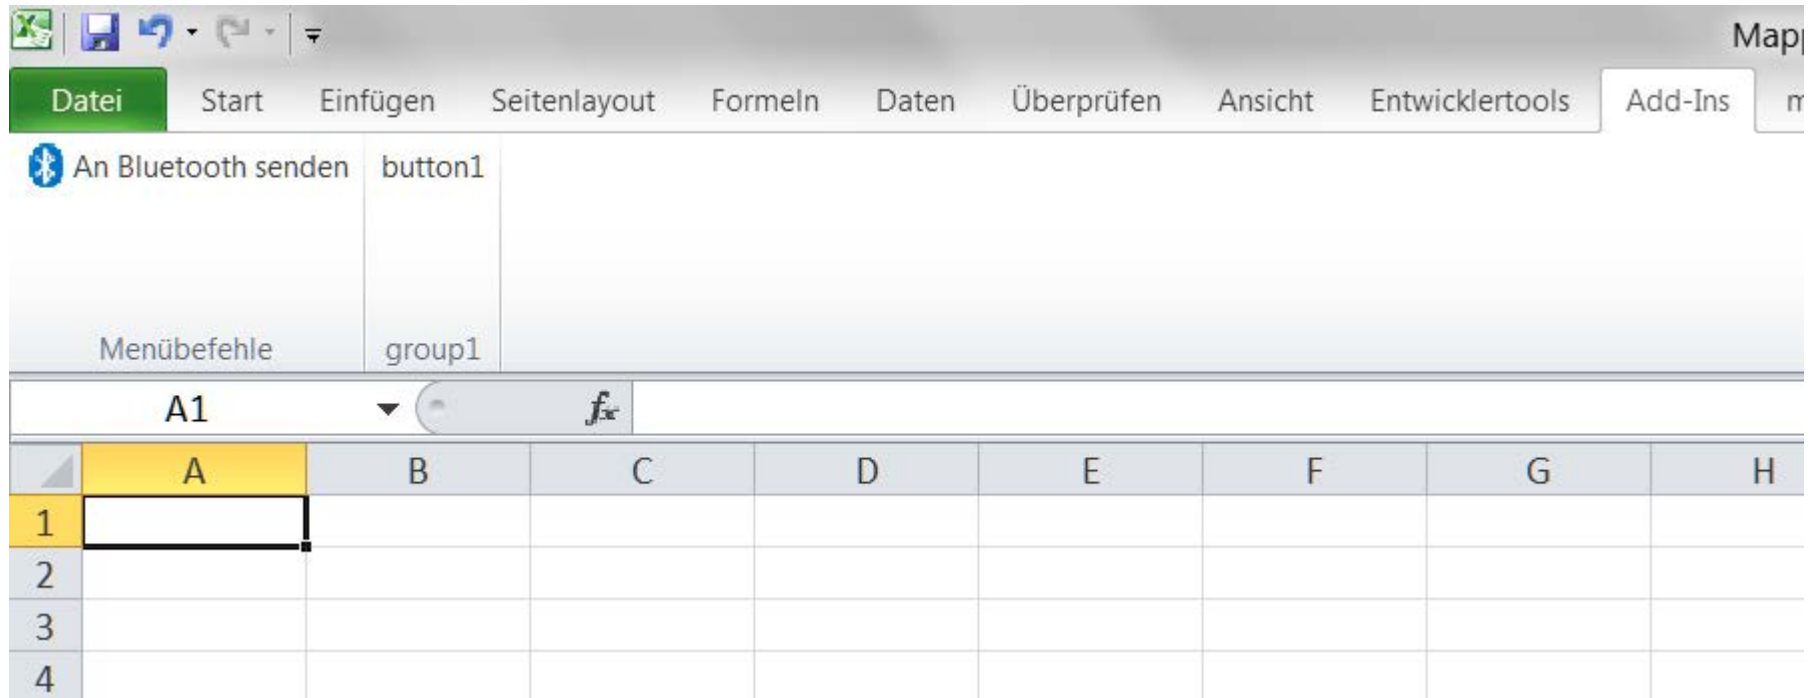 Mapp
Datei Start Einfügen Seitenlayout Formeln Daten Überprüfen Ansicht Entwicklertools Add-Ins
An Bluetooth senden button1
Menübefehle group1
A1 fx
A B C D E F G H
1
2
3
4